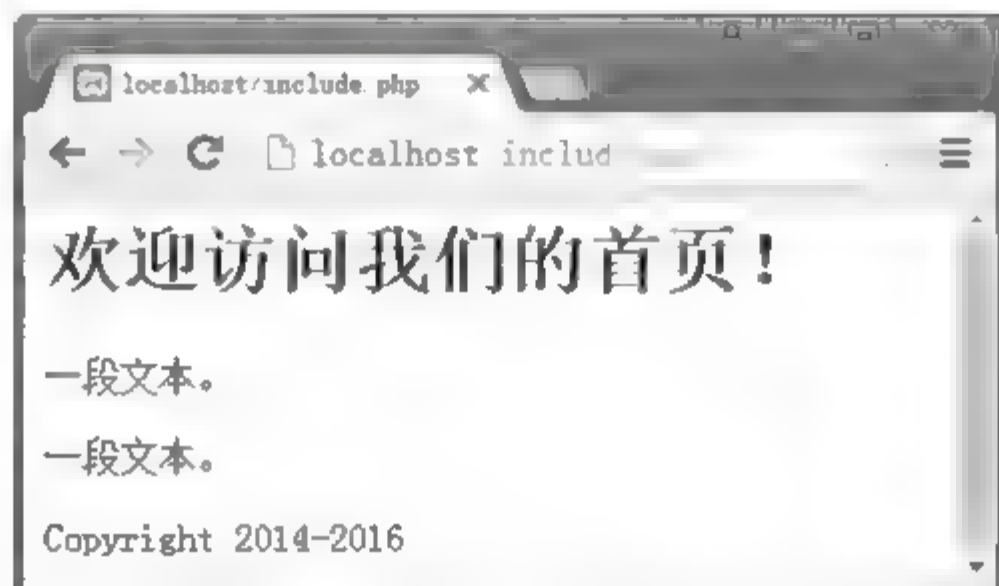 localhost/include.php
localhost includ
欢迎访问我们的首页!
一段文本。
一段文本。
Copyright 2014-2016